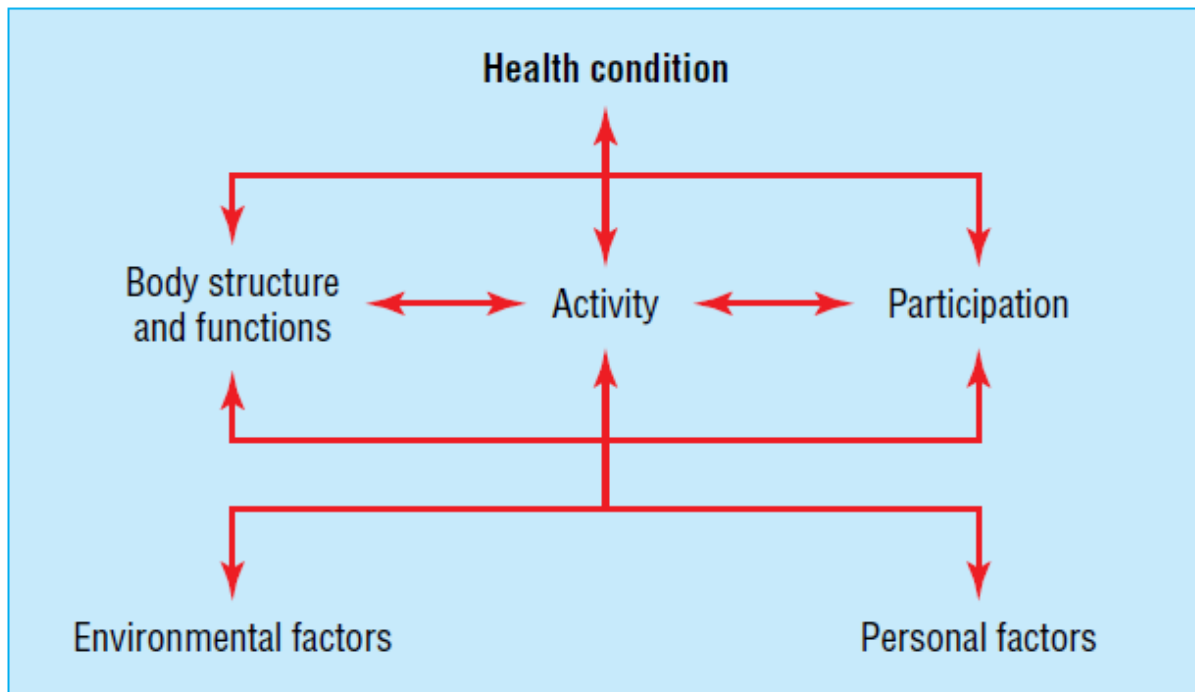 Health condition
Body structure
and functions
Activity
Participation
Environmental factors
Personal factors